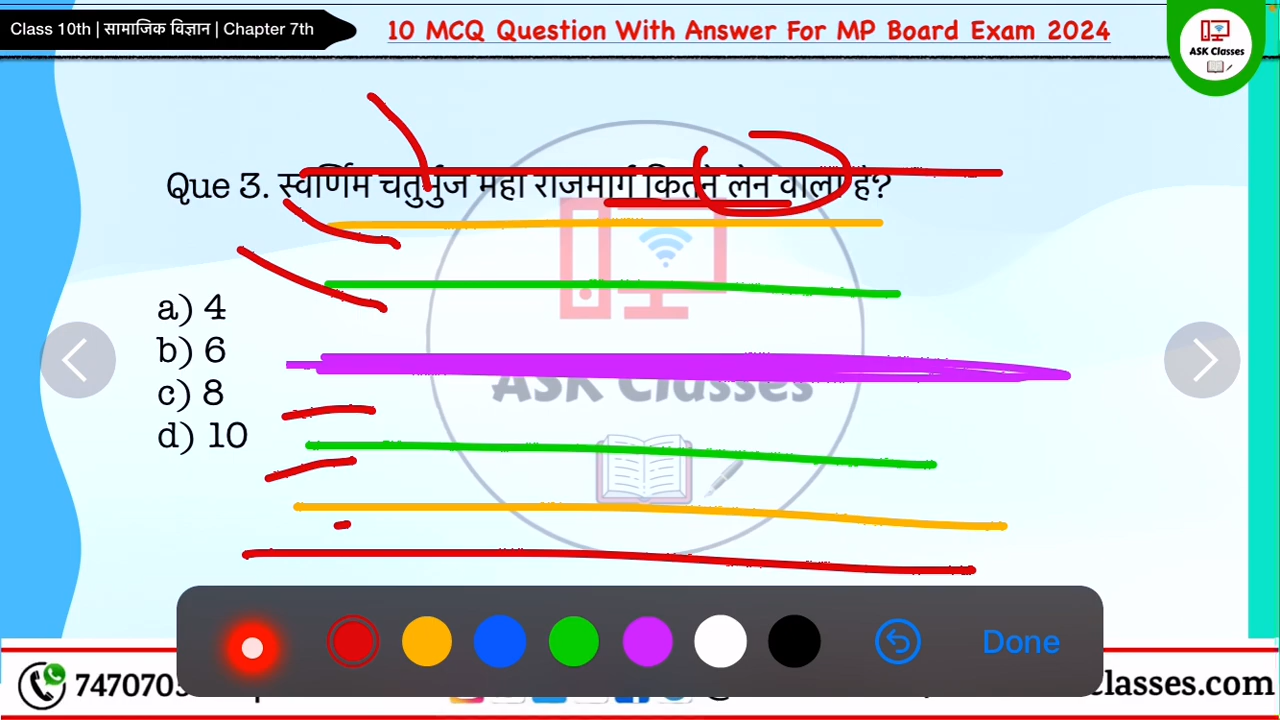 Class 10th | सामाजिक विज्ञान | Chapter 7th
10 MCQ Question With Answer For MP Board Exam 2024
ASK Classes
Que 3. स्वर्णिम चतुर्भुज महा राजमार्ग कितने लेन वाला है?
a) 4
b) 6
c) 8
d) 10
ASK Classes
Done
747070
lasses.com